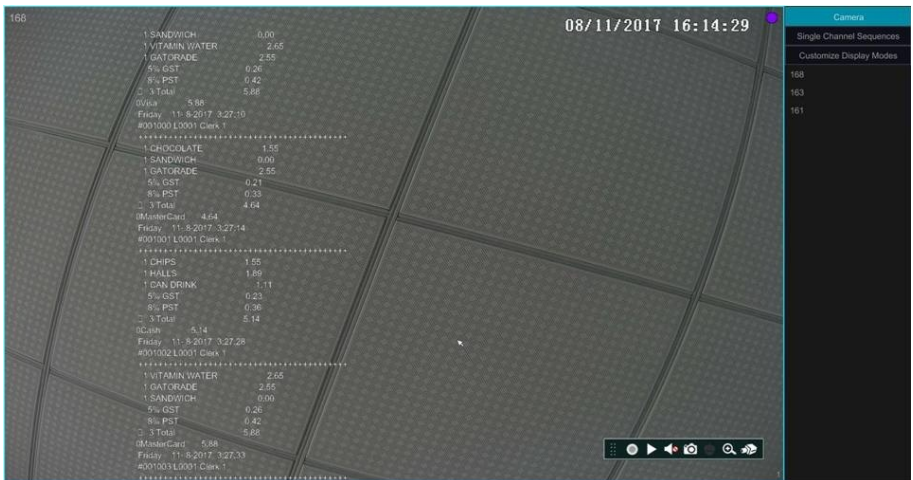 168
08/11/2017 16:14:29
1 SANDWICH 0.00
1 VITAMIN WATER 2.65
1 GATORADE 2.55
5% GST 0.26
8% PST 0.42
3 Total 5.88
0Visa 5.88
Friday 11- 8-2017 3:27:10
#001000 L0001 Clerk 1
1 CHOCOLATE 1.55
1 SANDWICH 0.00
1 GATORADE 2.55
5% GST 0.21
8% PST 0.33
3 Total 4.64
0MasterCard 4.64
Friday 11- 8-2017 3:27:14
#001001 L0001 Clerk 1
1 CHIPS 1.55
1 HALLS 1.89
1 CAN DRINK 1.11
5% GST 0.23
8% PST 0.36
3 Total 5.14
0Cash 5.14
Friday 11- 8-2017 3:27:28
#001002 L0001 Clerk 1
1 VITAMIN WATER 2.65
1 GATORADE 2.55
1 SANDWICH 0.00
5% GST 0.26
8% PST 0.42
3 Total 5.88
0MasterCard 5.88
Friday 11- 8-2017 3:27:33
#001003 L0001 Clerk 1
1
Camera
Single Channel Sequences
Customize Display Modes
168
163
161